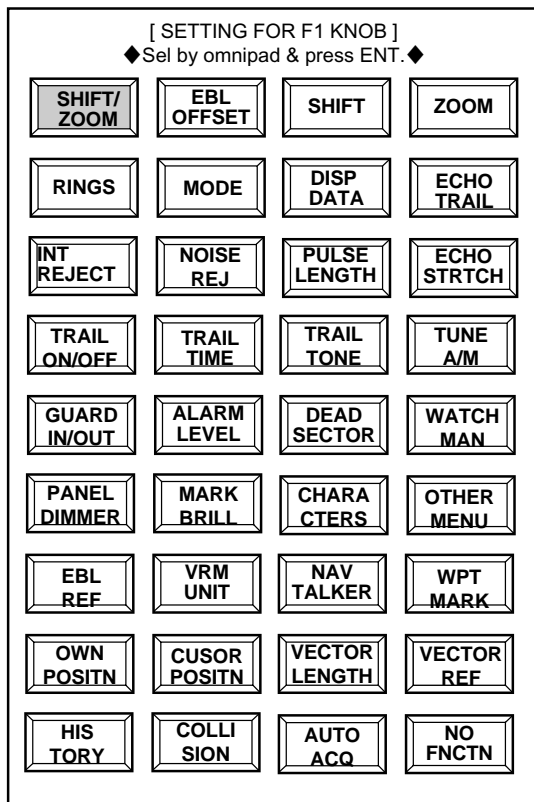 [ SETTING FOR F1 KNOB ]
◆Sel by omnipad & press ENT.◆
SHIFT/
ZOOM
EBL
OFFSET
SHIFT
ZOOM
RINGS
MODE
DISP
DATA
ECHO
TRAIL
INT
REJECT
NOISE
REJ
PULSE
LENGTH
ECHO
STRTCH
TRAIL
ON/OFF
TRAIL
TIME
TRAIL
TONE
TUNE
A/M
GUARD
IN/OUT
ALARM
LEVEL
DEAD
SECTOR
WATCH
MAN
PANEL
DIMMER
MARK
BRILL
CHARA
CTERS
OTHER
MENU
EBL
REF
VRM
UNIT
NAV
TALKER
WPT
MARK
OWN
POSITN
CUSOR
POSITN
VECTOR
LENGTH
VECTOR
REF
HIS
TORY
COLLI
SION
AUTO
ACQ
NO
FNCTN